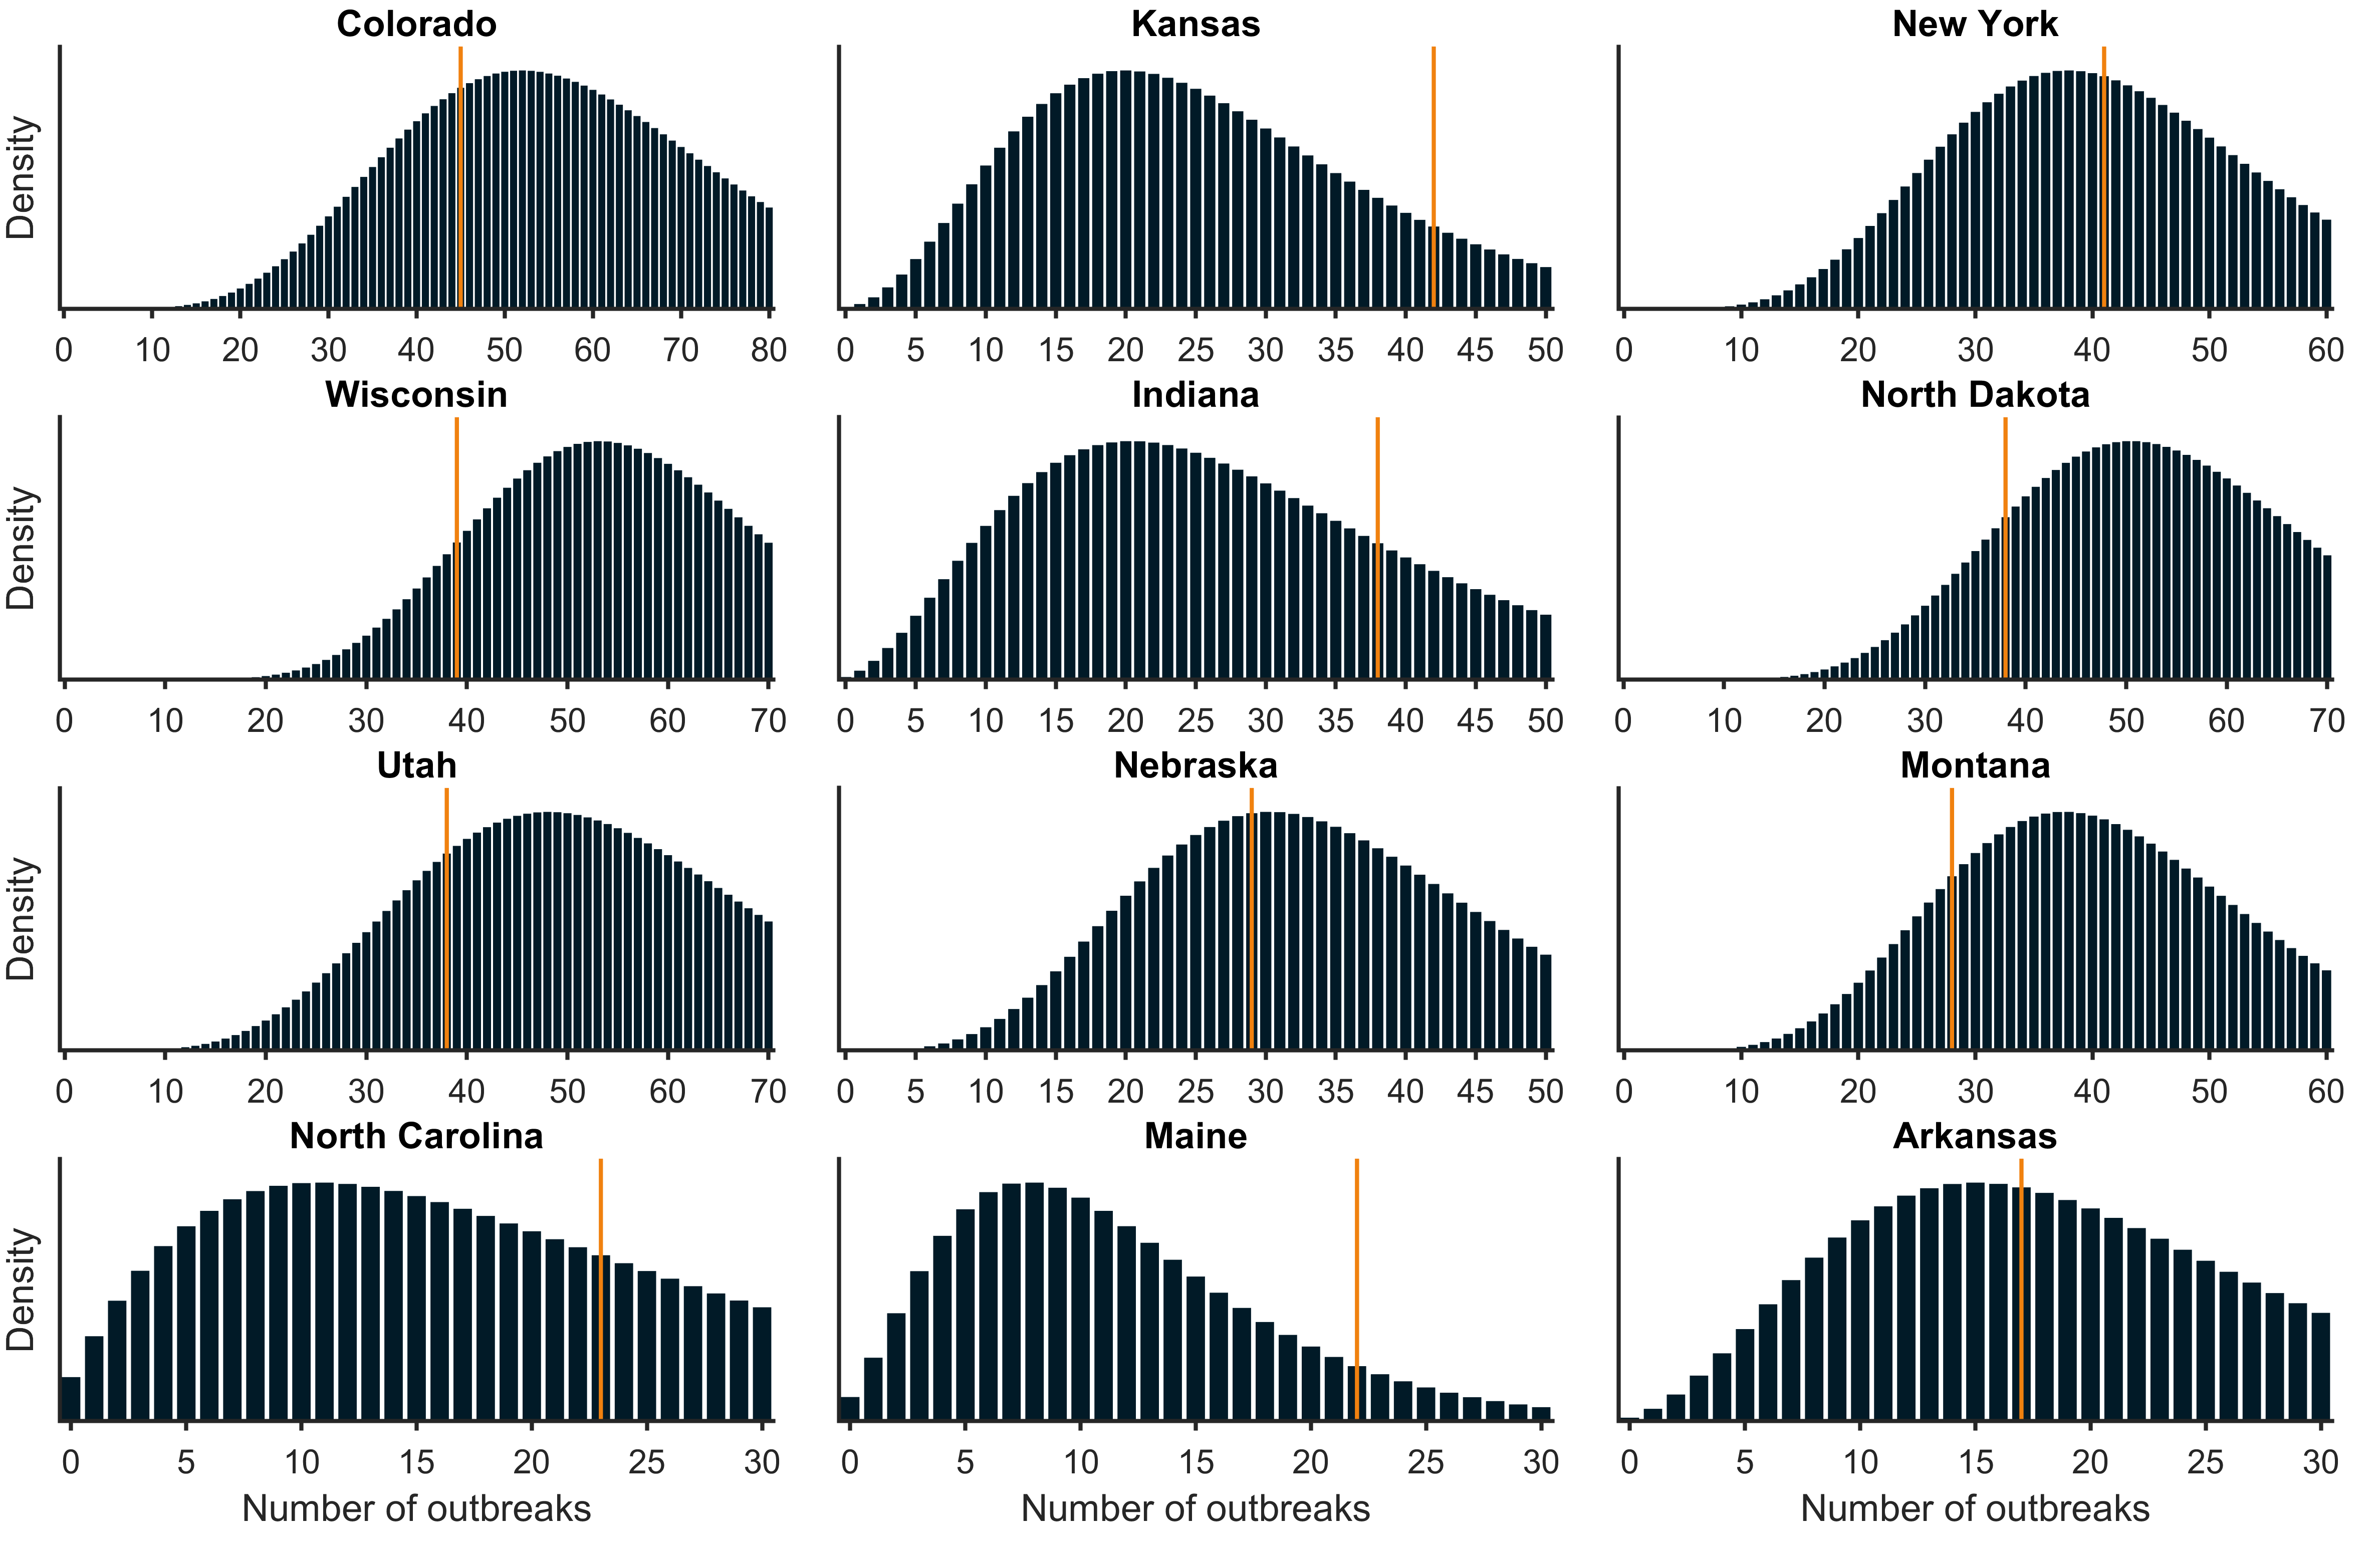 Colorado Kansas New York
Density
0 10 20 30 40 50 60 70 80 0 5 10 15 20 25 30 35 40 45 50 0 10 20 30 40 50 60
Wisconsin Indiana North Dakota
Density
0 10 20 30 40 50 60 70 0 5 10 15 20 25 30 35 40 45 50 0 10 20 30 40 50 60 70
Utah Nebraska Montana
Density
0 10 20 30 40 50 60 70 0 5 10 15 20 25 30 35 40 45 50 0 10 20 30 40 50 60
North Carolina Maine Arkansas
Density
0 5 10 15 20 25 30 0 5 10 15 20 25 30 0 5 10 15 20 25 30
Number of outbreaks Number of outbreaks Number of outbreaks